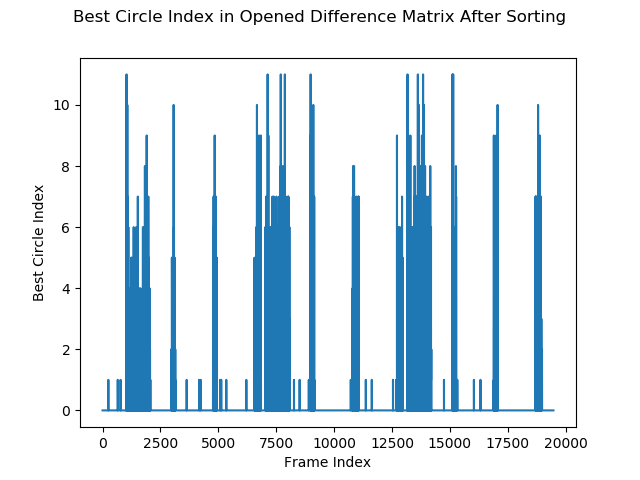 Best Circle Index in Opened Difference Matrix After Sorting
10
8
6
4
2
0
Best Circle Index
0 2500 5000 7500 10000 12500 15000 17500 20000
Frame Index